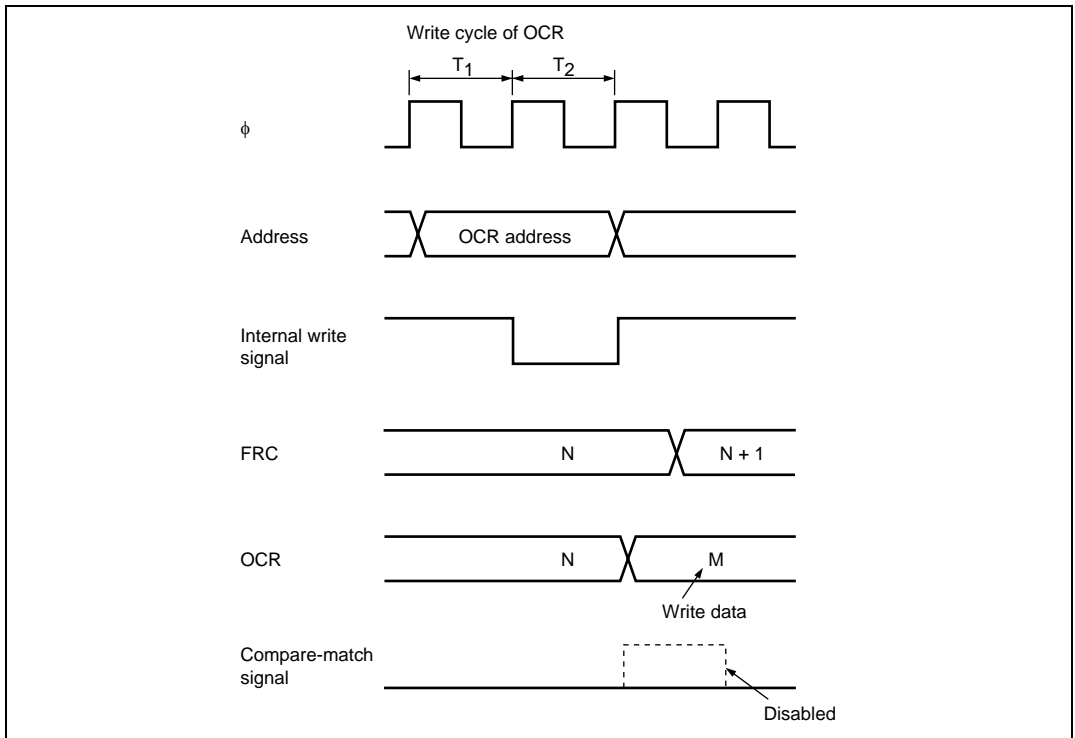 Write cycle of OCR
T1 T2
φ
Address
OCR address
Internal write
signal
FRC
N
N + 1
OCR
N
M
Write data
Compare-match
signal
Disabled